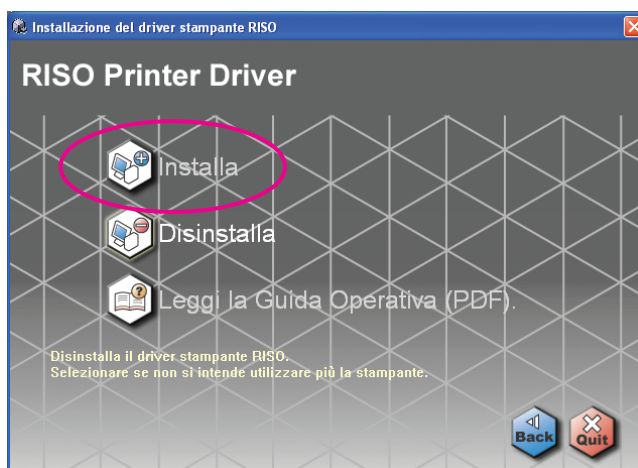 Installazione del driver stampante RISO
RISO Printer Driver
Installa
Disinstalla
Leggi la Guida Operativa (PDF).
Disinstalla il driver stampante RISO.
Selezionare se non si intende utilizzare più la stampante.
Back
Quit